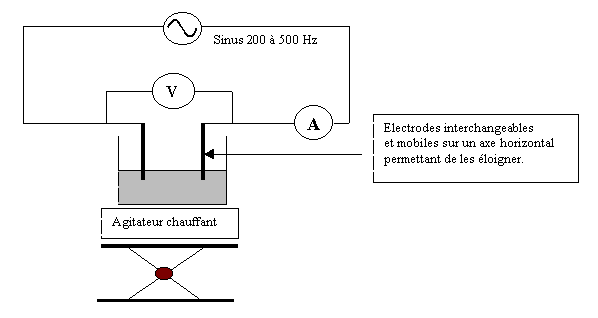 Sinus 200 à 500 Hz
V
A
Electrodes interchangeables
et mobiles sur un axe horizontal
permettant de les éloigner.
Agitateur chauffant